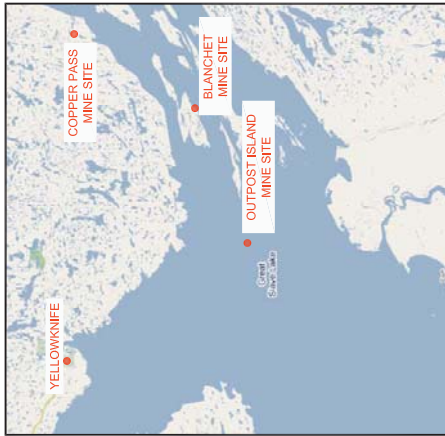 COPPER PASS
MINE SITE
BLANCHET
MINE SITE
OUTPOST ISLAND
MINE SITE
YELLOWKNIFE
Great
Slave Lake